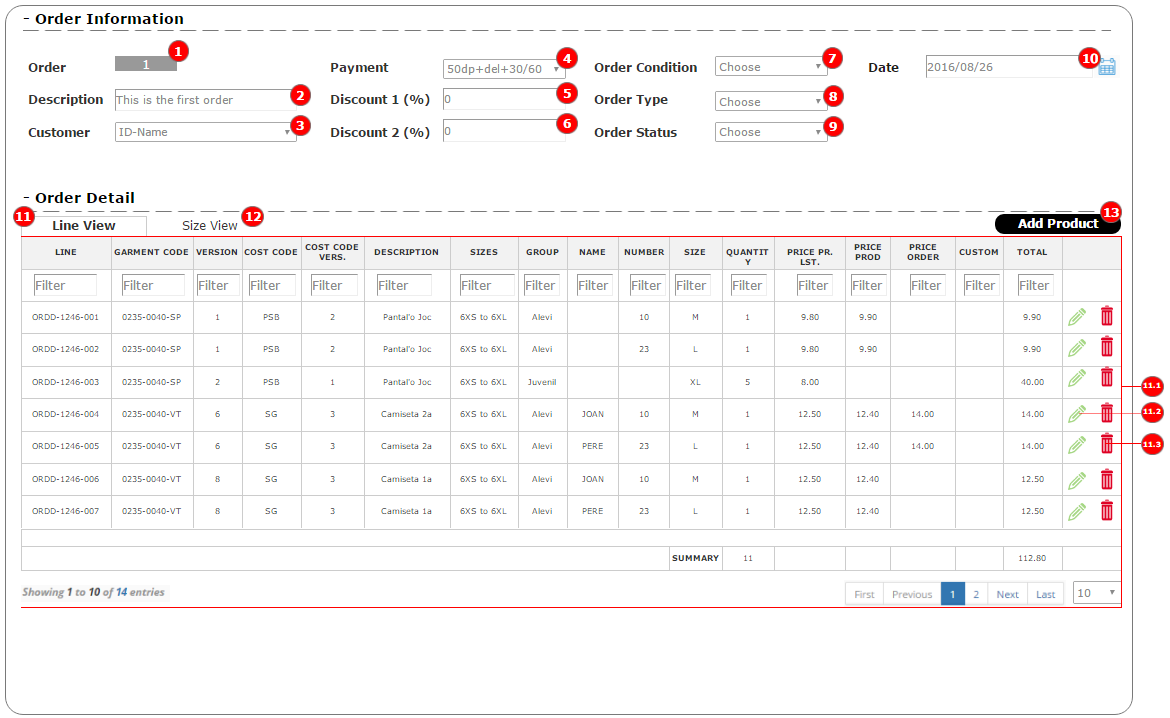 - Order Information
1
Order 1
4
Payment 50dp+del+30/60
7
Order Condition Choose
10
Date 2016/08/26
Description This is the first order 2
Discount 1 (%) 0 5
Order Type Choose 8
Customer ID-Name 3
Discount 2 (%) 0 6
Order Status Choose 9
- Order Detail
11 Line View
Size View 12
Add Product 13
LINE GARMENT CODE VERSION COST CODE COST CODE VERS. DESCRIPTION SIZES GROUP NAME NUMBER SIZE QUANTIT Y PRICE PR. LST. PRICE PROD PRICE ORDER CUSTOM TOTAL
Filter Filter Filter Filter Filter Filter Filter Filter Filter Filter Filter Filter Filter Filter Filter Filter Filter
ORDD-1246-001 0235-0040-SP 1 PSB 2 Pantal'o Joc 6XS to 6XL Alevi 10 M 1 9.80 9.90 9.90
ORDD-1246-002 0235-0040-SP 1 PSB 2 Pantal'o Joc 6XS to 6XL Alevi 23 L 1 9.80 9.90 9.90
ORDD-1246-003 0235-0040-SP 2 PSB 1 Pantal'o Joc 6XS to 6XL Juvenil XL 5 8.00 40.00
11.1
ORDD-1246-004 0235-0040-VT 6 SG 3 Camiseta 2a 6XS to 6XL Alevi JOAN 10 M 1 12.50 12.40 14.00 14.00
11.2
ORDD-1246-005 0235-0040-VT 6 SG 3 Camiseta 2a 6XS to 6XL Alevi PERE 23 L 1 12.50 12.40 14.00 14.00
11.3
ORDD-1246-006 0235-0040-VT 8 SG 3 Camiseta 1a 6XS to 6XL Alevi JOAN 10 M 1 12.50 12.40 12.50
ORDD-1246-007 0235-0040-VT 8 SG 3 Camiseta 1a 6XS to 6XL Alevi PERE 23 L 1 12.50 12.40 12.50
SUMMARY 11 112.80
Showing 1 to 10 of 14 entries
First Previous 1 2 Next Last 10